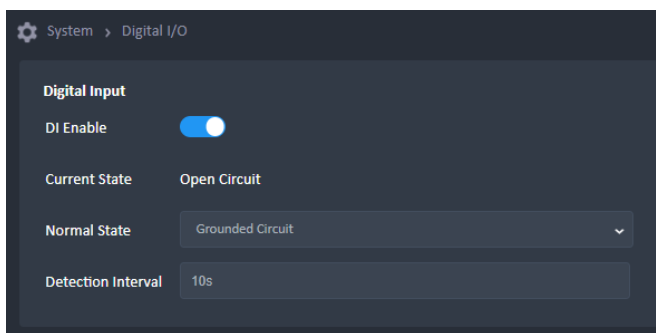 System > Digital I/O
Digital Input
DI Enable
Current State Open Circuit
Normal State Grounded Circuit
Detection Interval 10s